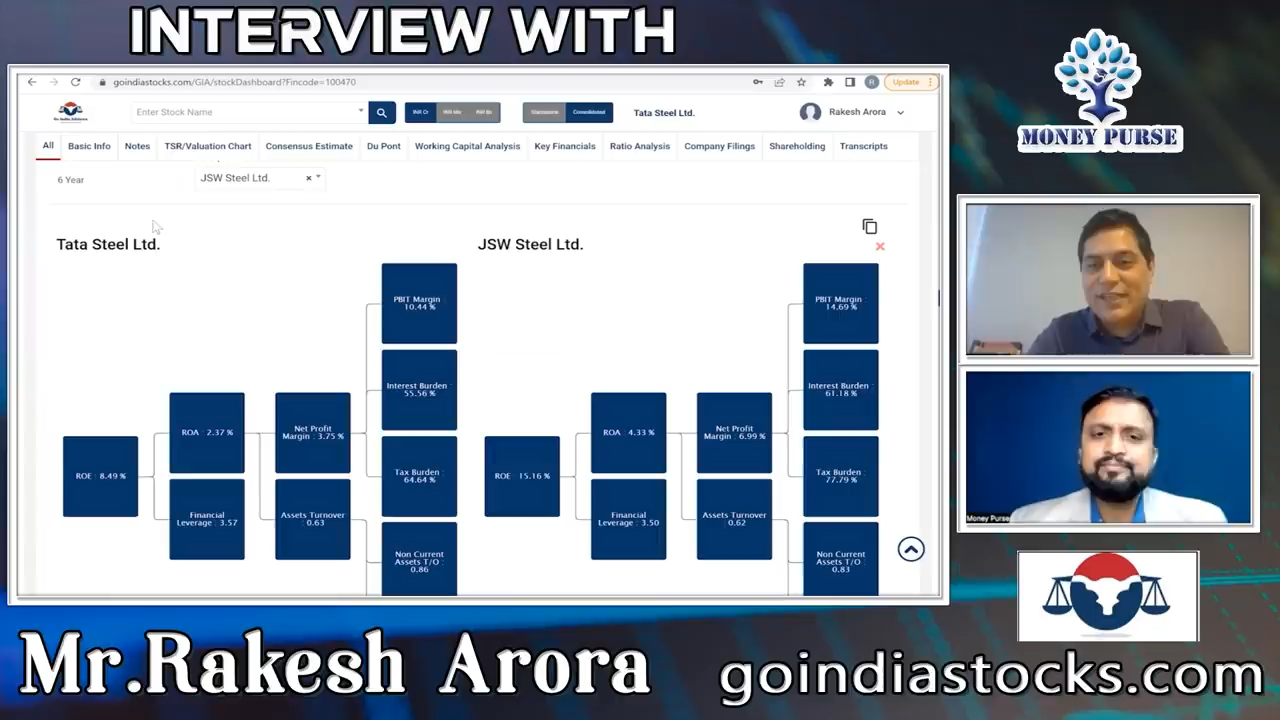 INTERVIEW WITH
goindiastocks.com/GIA/stockDashboard?Fincode=100470
R
Update
Enter Stock Name
INR Cr
INR Mn
INR Bn
Standalone
Consolidated
Tata Steel Ltd.
Rakesh Arora
All
Basic Info
Notes
TSR/Valuation Chart
Consensus Estimate
Du Pont
Working Capital Analysis
Key Financials
Ratio Analysis
Company Filings
Shareholding
Transcripts
6 Year
JSW Steel Ltd.
Tata Steel Ltd.
PBIT Margin
10.44 %
Interest Burden :
55.56 %
ROA : 2.37 %
Net Profit
Margin : 3.75 %
ROE : 8.49 %
Tax Burden :
64.64 %
Financial
Leverage : 3.57
Assets Turnover
0.63
Non Current
Assets T/O :
0.86
JSW Steel Ltd.
PBIT Margin :
14.69 %
Interest Burden :
61.18 %
ROA : 4.33 %
Net Profit
Margin : 6.99 %
ROE : 15.16 %
Tax Burden :
77.79 %
Financial
Leverage : 3.50
Assets Turnover
0.62
Non Current
Assets T/O :
0.83
MONEY PURSE
Money Purse
Mr.Rakesh Arora
goindiastocks.com